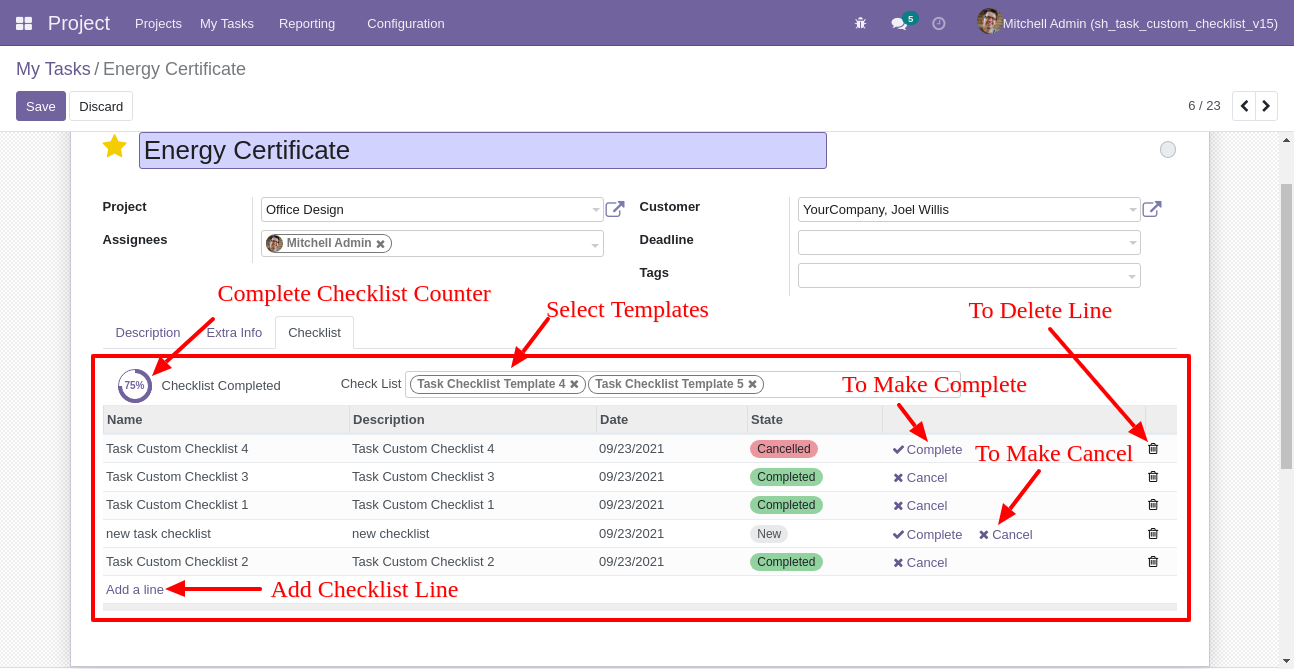 Project Projects My Tasks Reporting Configuration 5 Mitchell Admin (sh_task_custom_checklist_v15)
My Tasks / Energy Certificate
Save Discard 6 / 23
Energy Certificate
Project Office Design Customer YourCompany, Joel Willis
Assignees Mitchell Admin Deadline
Tags
Complete Checklist Counter Select Templates To Delete Line
Description Extra Info Checklist
75% Checklist Completed Check List Task Checklist Template 4 Task Checklist Template 5 To Make Complete
Name Description Date State
Task Custom Checklist 4 Task Custom Checklist 4 09/23/2021 Cancelled Complete To Make Cancel
Task Custom Checklist 3 Task Custom Checklist 3 09/23/2021 Completed Cancel
Task Custom Checklist 1 Task Custom Checklist 1 09/23/2021 Completed Cancel
new task checklist new checklist 09/23/2021 New Complete Cancel
Task Custom Checklist 2 Task Custom Checklist 2 09/23/2021 Completed Cancel
Add a line Add Checklist Line